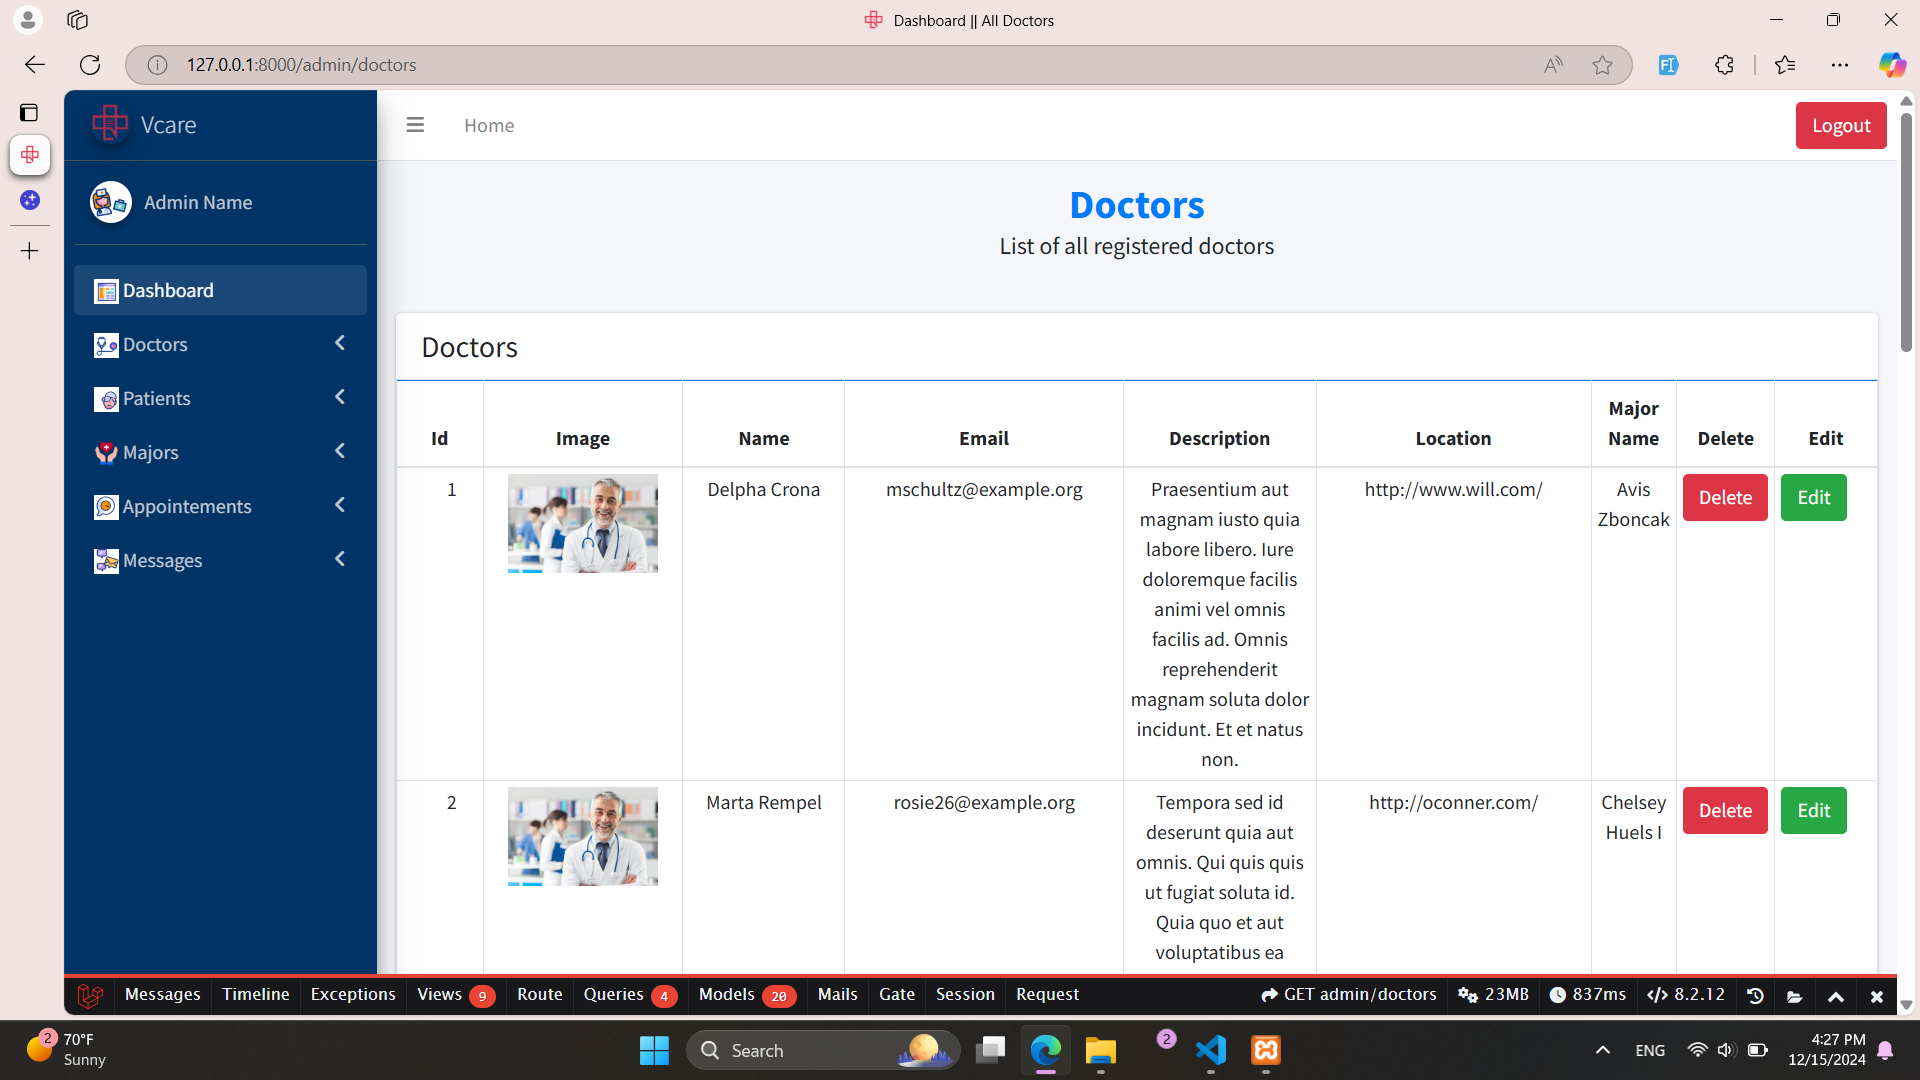 Dashboard || All Doctors
127.0.0.1:8000/admin/doctors
Vcare
Home
Logout
Admin Name
Dashboard
Doctors
Patients
Majors
Appointements
Messages
Doctors
List of all registered doctors
Doctors
Id Image Name Email Description Location Major Name Delete Edit
1 Delpha Crona mschultz@example.org Praesentium aut http://www.will.com/ Avis Delete Edit
magnam iusto quia Zboncak
labore libero. Iure
doloremque facilis
animi vel omnis
facilis ad. Omnis
reprehenderit
magnam soluta dolor
incidunt. Et et natus
non.
2 Marta Rempel rosie26@example.org Tempora sed id http://oconner.com/ Chelsey Delete Edit
deserunt quia aut Huels I
omnis. Qui quis quis
ut fugiat soluta id.
Quia quo et aut
voluptatibus ea
Messages Timeline Exceptions Views 9 Route Queries 4 Models 20 Mails Gate Session Request GET admin/doctors 23MB 837ms 8.2.12
2 70°F
Sunny
Search
2
ENG
4:27 PM
12/15/2024